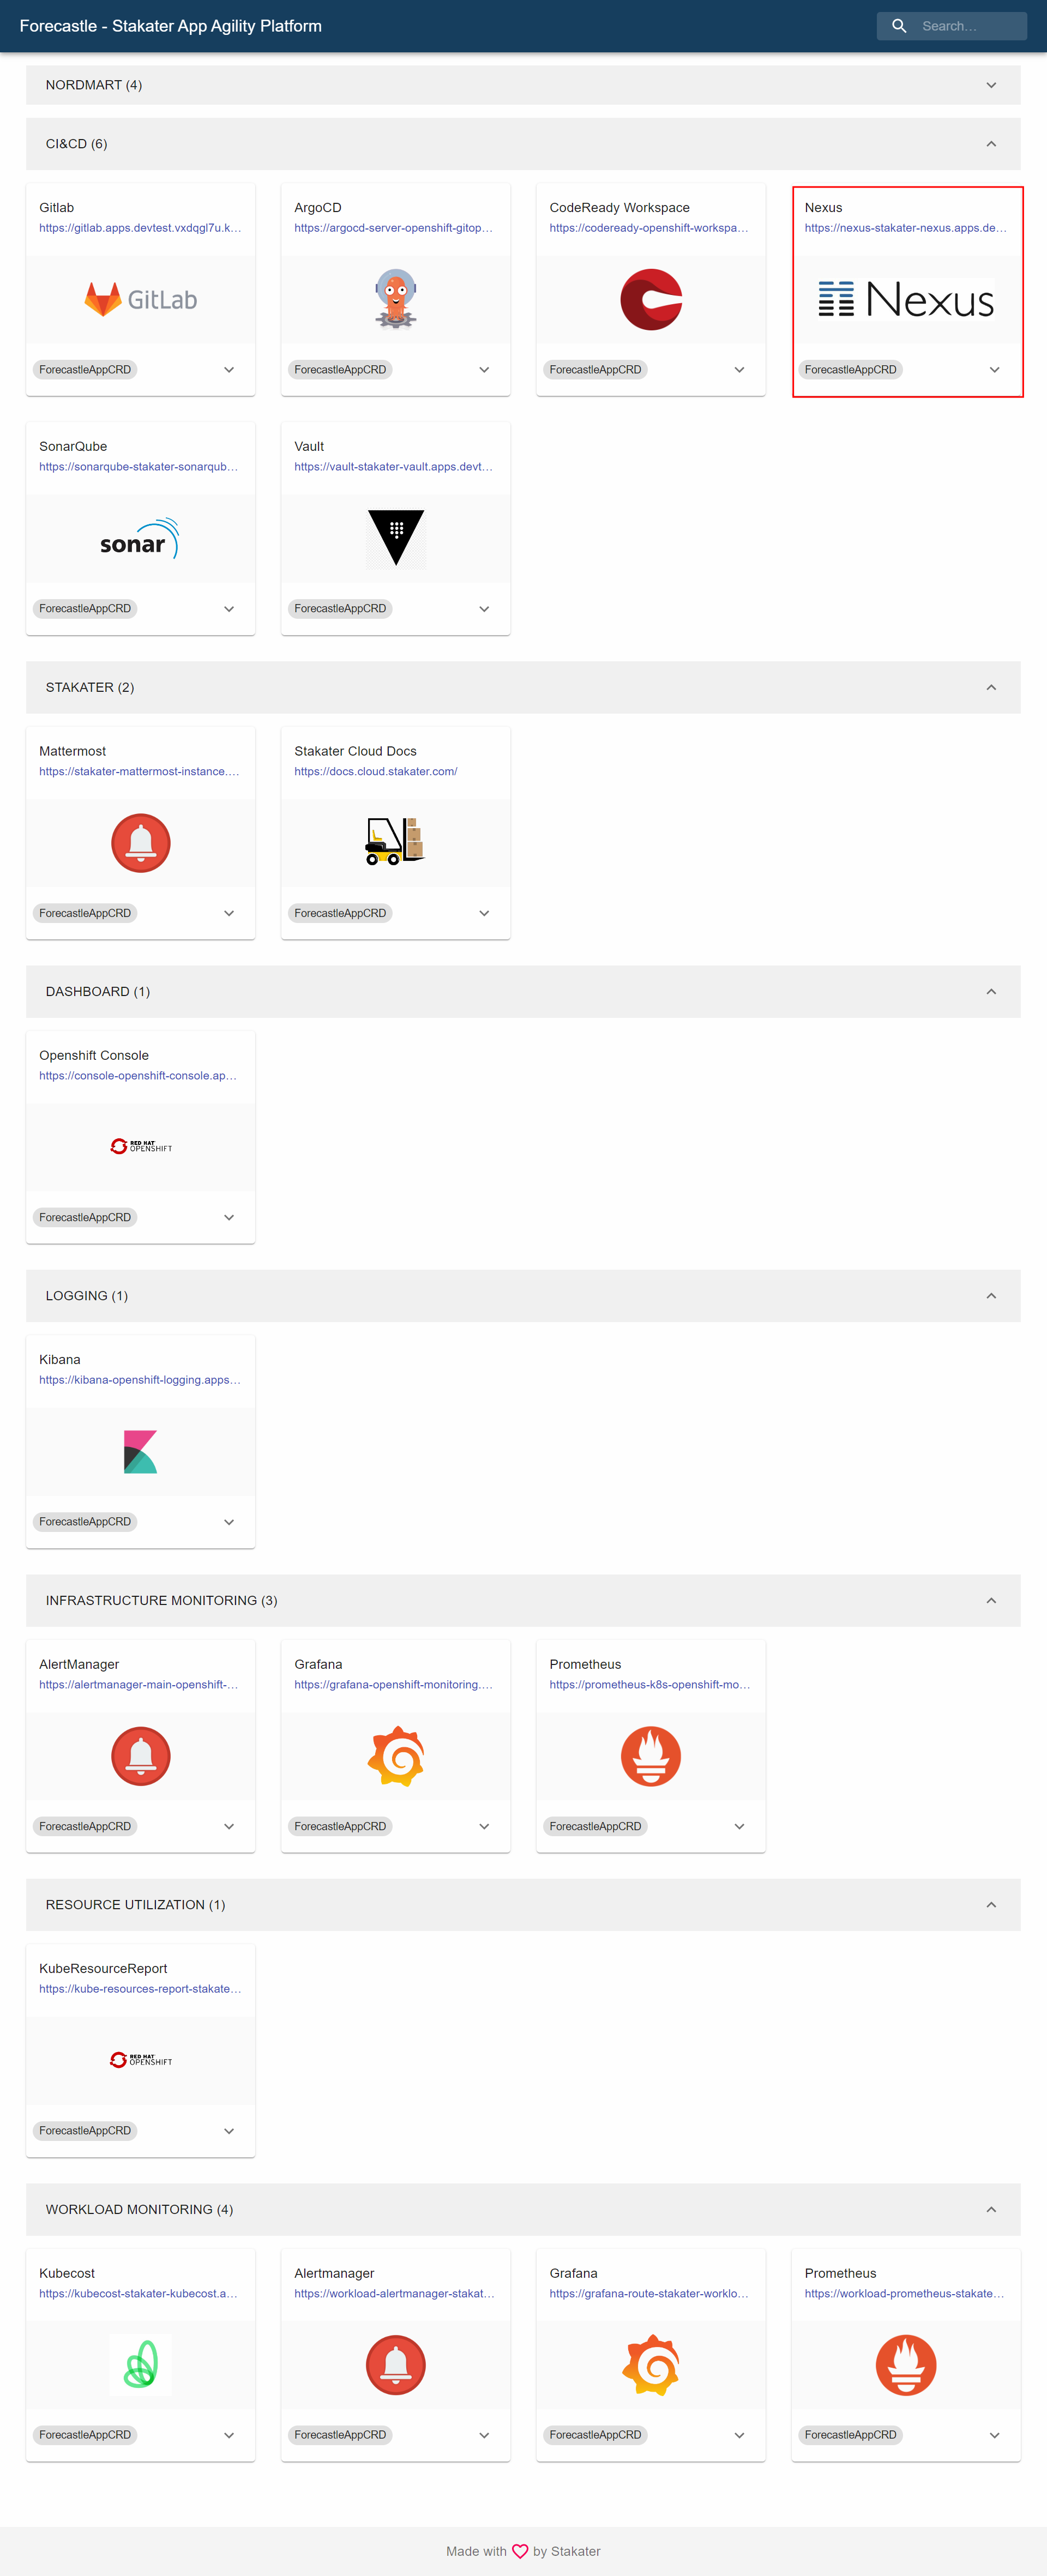 Forecastle - Stakater App Agility Platform
Search…
NORDMART (4)
CI&CD (6)
Gitlab
https://gitlab.apps.devtest.vxdqgl7u.k…
GitLab
ForecastleAppCRD
ArgoCD
https://argocd-server-openshift-gitop…
ForecastleAppCRD
CodeReady Workspace
https://codeready-openshift-workspa…
ForecastleAppCRD
Nexus
https://nexus-stakater-nexus.apps.de…
Nexus
ForecastleAppCRD
SonarQube
https://sonarqube-stakater-sonarqub…
sonar
ForecastleAppCRD
Vault
https://vault-stakater-vault.apps.devt…
ForecastleAppCRD
STAKATER (2)
Mattermost
https://stakater-mattermost-instance.…
ForecastleAppCRD
Stakater Cloud Docs
https://docs.cloud.stakater.com/
ForecastleAppCRD
DASHBOARD (1)
Openshift Console
https://console-openshift-console.ap…
RED HAT
OPENSHIFT
ForecastleAppCRD
LOGGING (1)
Kibana
https://kibana-openshift-logging.apps…
ForecastleAppCRD
INFRASTRUCTURE MONITORING (3)
AlertManager
https://alertmanager-main-openshift-…
ForecastleAppCRD
Grafana
https://grafana-openshift-monitoring.…
ForecastleAppCRD
Prometheus
https://prometheus-k8s-openshift-mo…
ForecastleAppCRD
RESOURCE UTILIZATION (1)
KubeResourceReport
https://kube-resources-report-stakate…
RED HAT
OPENSHIFT
ForecastleAppCRD
WORKLOAD MONITORING (4)
Kubecost
https://kubecost-stakater-kubecost.a…
ForecastleAppCRD
Alertmanager
https://workload-alertmanager-stakat…
ForecastleAppCRD
Grafana
https://grafana-route-stakater-worklo…
ForecastleAppCRD
Prometheus
https://workload-prometheus-stakate…
ForecastleAppCRD
Made with by Stakater